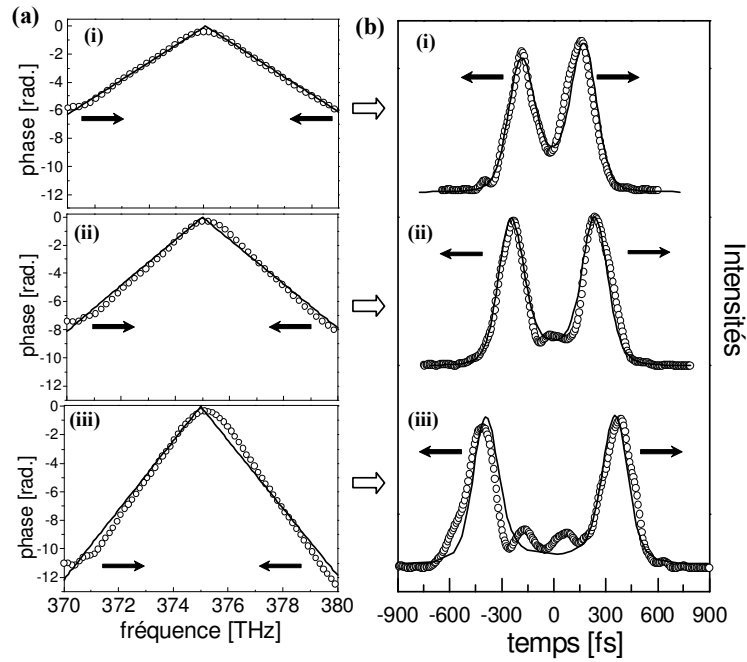 (a)
(i)
0
-2
-4
-6
-8
-10
-12
phase [rad.]
(ii)
0
-2
-4
-6
-8
-10
-12
phase [rad.]
(iii)
0
-2
-4
-6
-8
-10
-12
phase [rad.]
370 372 374 376 378 380
fréquence [THz]
(b)
(i)
(ii)
(iii)
Intensités
-900 -600 -300 0 300 600 900
temps [fs]